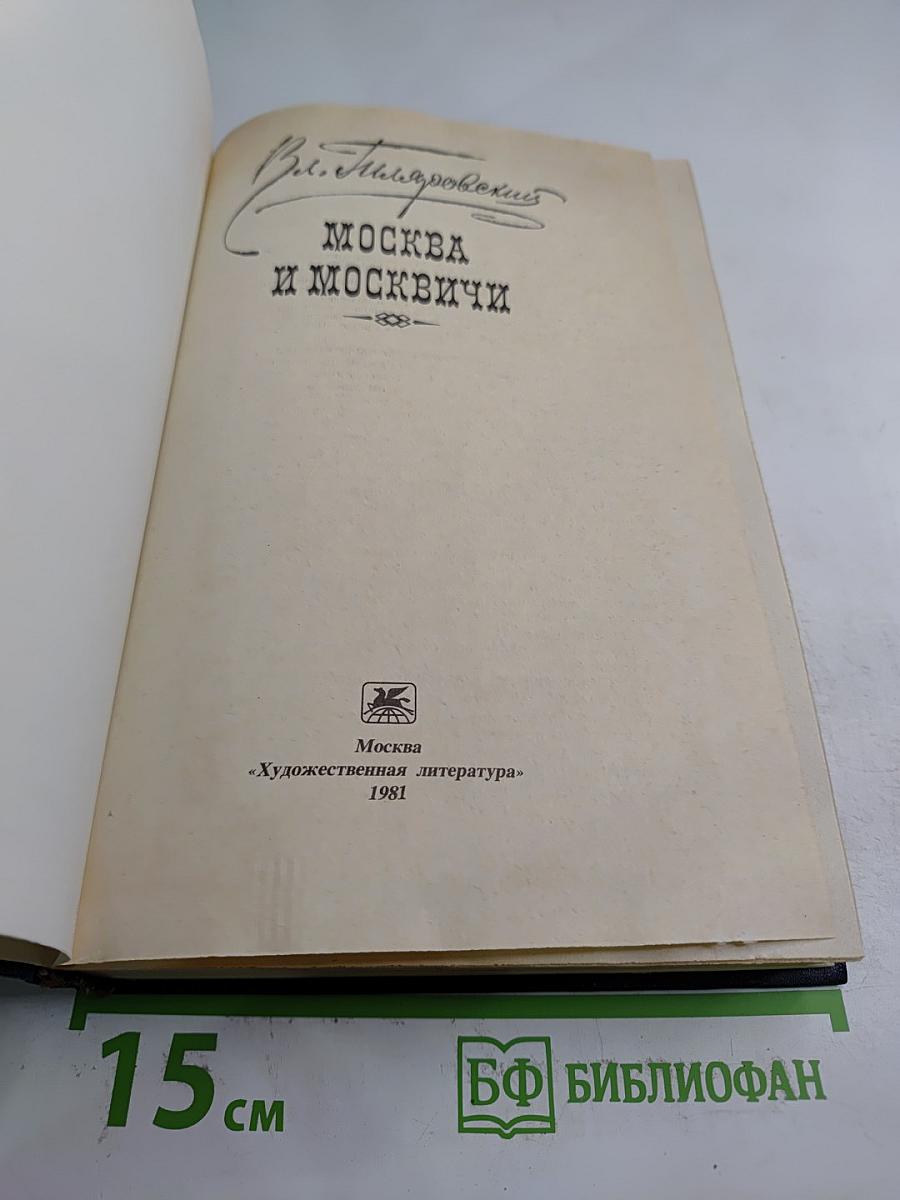 Вл. Гиляровский
МОСКВА
И МОСКВИЧИ
Москва
«Художественная литература»
1981
15 см
БФ БИБЛИОФАН